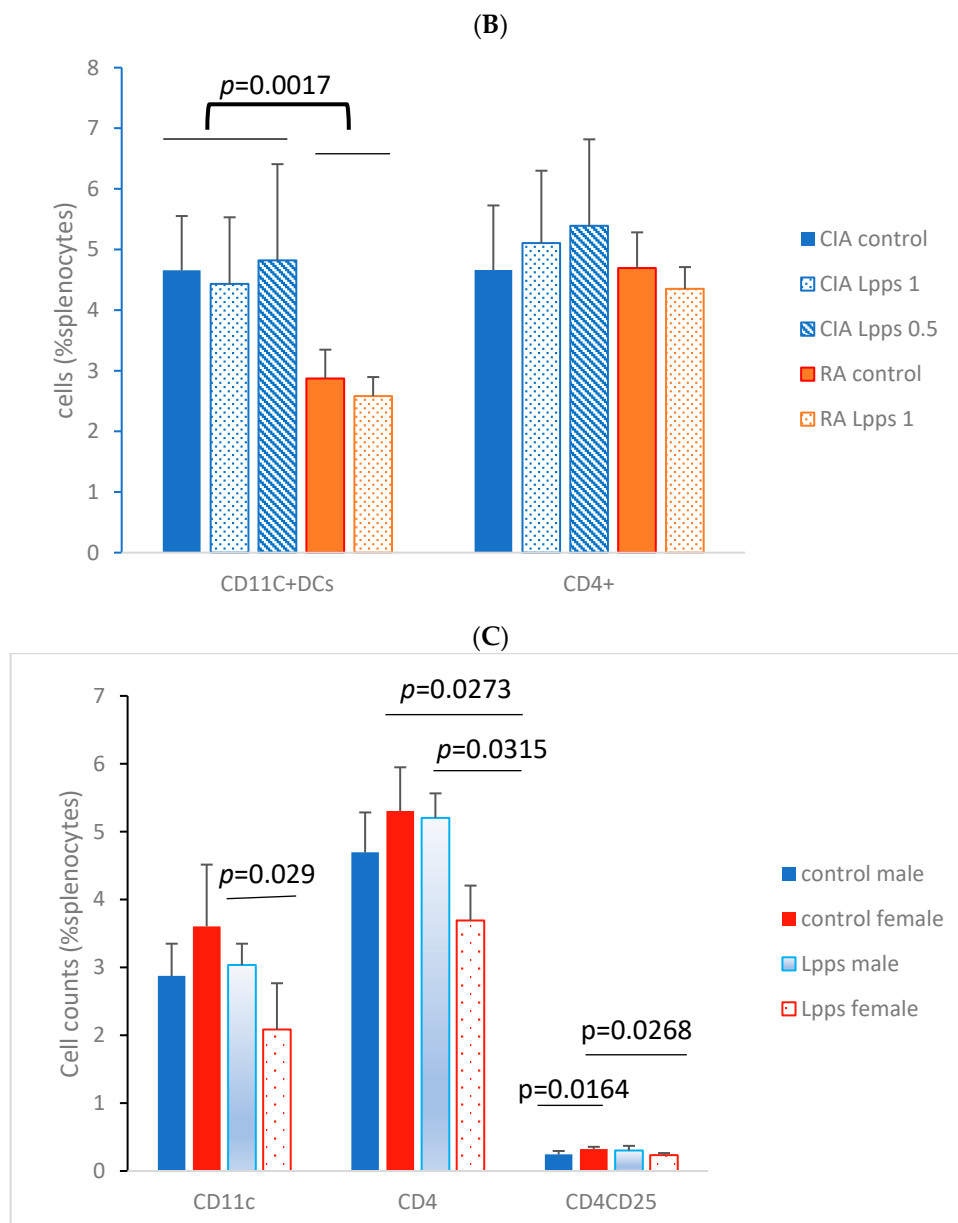 (B)
p=0.0017
8
7
6
5
4
3
2
1
0
cells (%splenocytes)
CD11C+DCs
CD4+
CIA control
CIA Lpps 1
CIA Lpps 0.5
RA control
RA Lpps 1
(C)
p=0.0273
p=0.0315
p=0.029
p=0.0268
p=0.0164
7
6
5
4
3
2
1
0
Cell counts (%splenocytes)
CD11c
CD4
CD4CD25
control male
control female
Lpps male
Lpps female